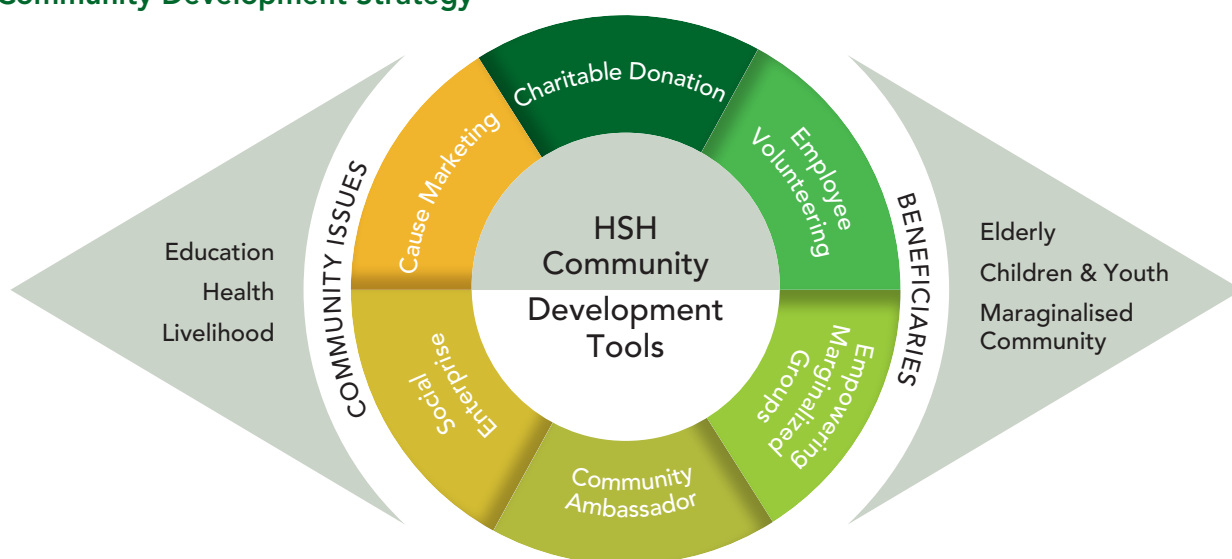 Community Development Strategy
Charitable Donation
Employee
Volunteering
Empowering
Marginalized
Groups
Community
Ambassador
Social
Enterprise
Cause Marketing
HSH
Community
Development
Tools
COMMUNITY ISSUES
Education
Health
Livelihood
BENEFICIARIES
Elderly
Children & Youth
Maraginalised
Community